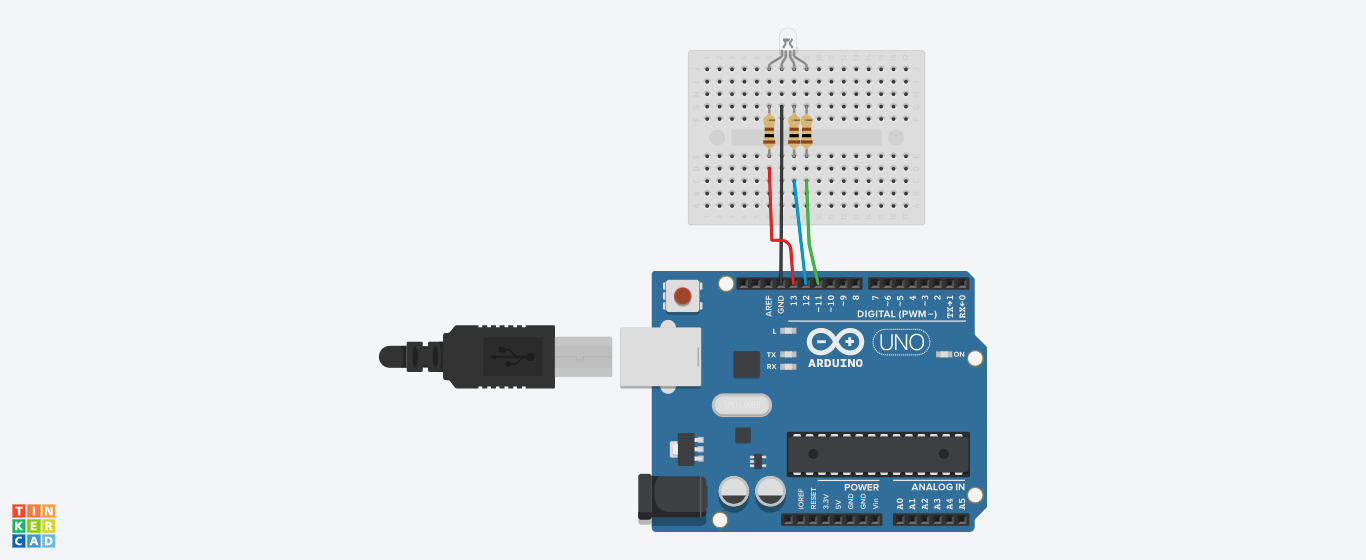 AREF
GND
13
12
~11
~10
~9
8
7
~6
~5
4
~3
2
TX→1
RX←0
DIGITAL (PWM~)
L
TX
RX
ARDUINO
UNO
ON
POWER
ANALOG IN
IOREF
RESET
3.3V
5V
GND
GND
Vin
A0
A1
A2
A3
A4
A5
TIN
KER
CAD